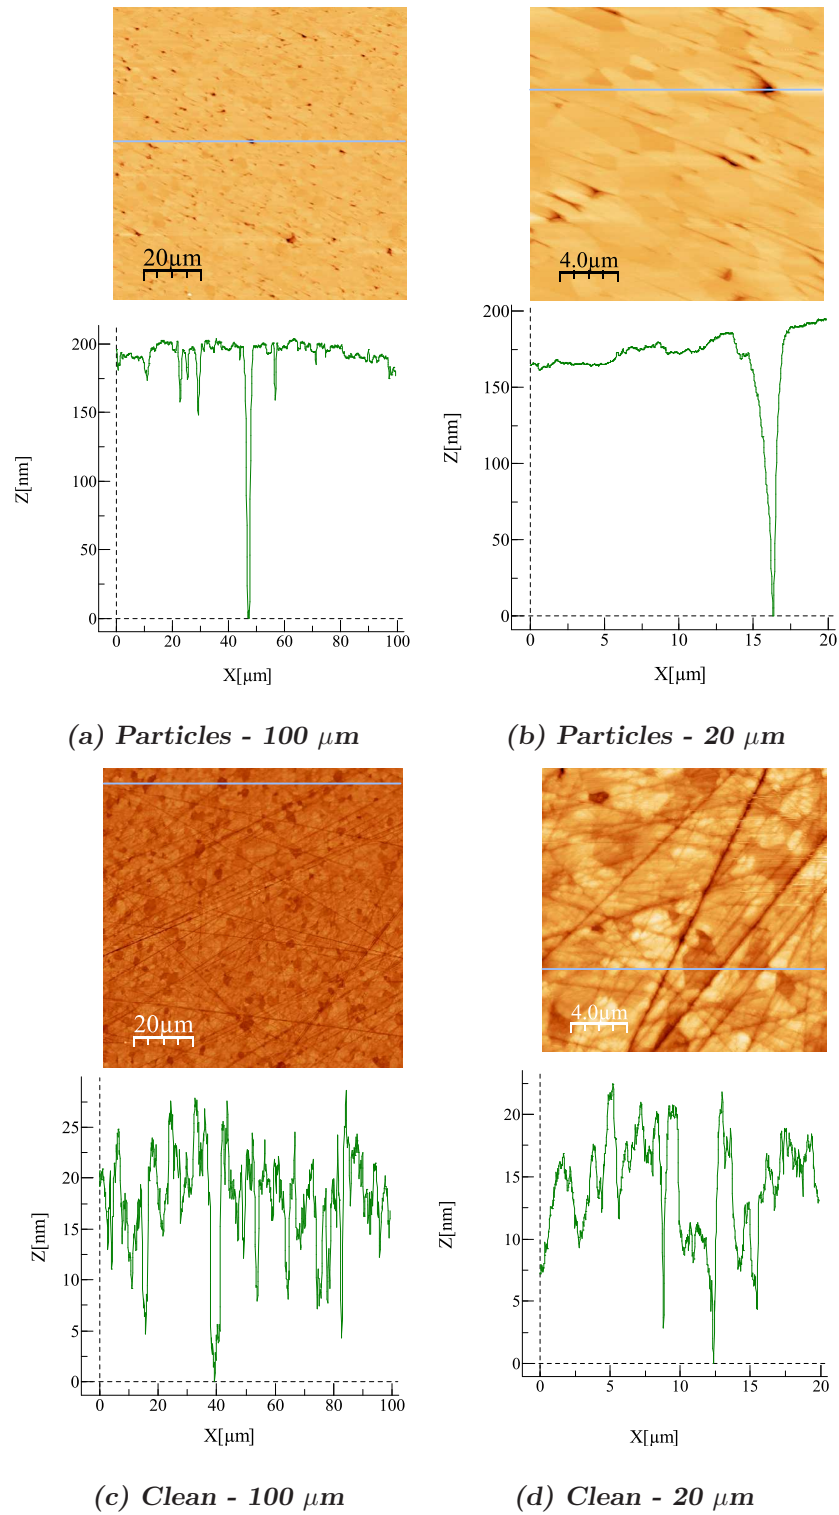 20µm
4.0µm
200
150
100
50
0
Z[nm]
0 20 40 60 80 100
X[µm]
200
150
100
50
0
Z[nm]
0 5 10 15 20
X[µm]
(a) Particles - 100 µm
(b) Particles - 20 µm
20µm
4.0µm
25
20
15
10
5
0
Z[nm]
0 20 40 60 80 100
X[µm]
20
15
10
5
0
Z[nm]
0 5 10 15 20
X[µm]
(c) Clean - 100 µm
(d) Clean - 20 µm